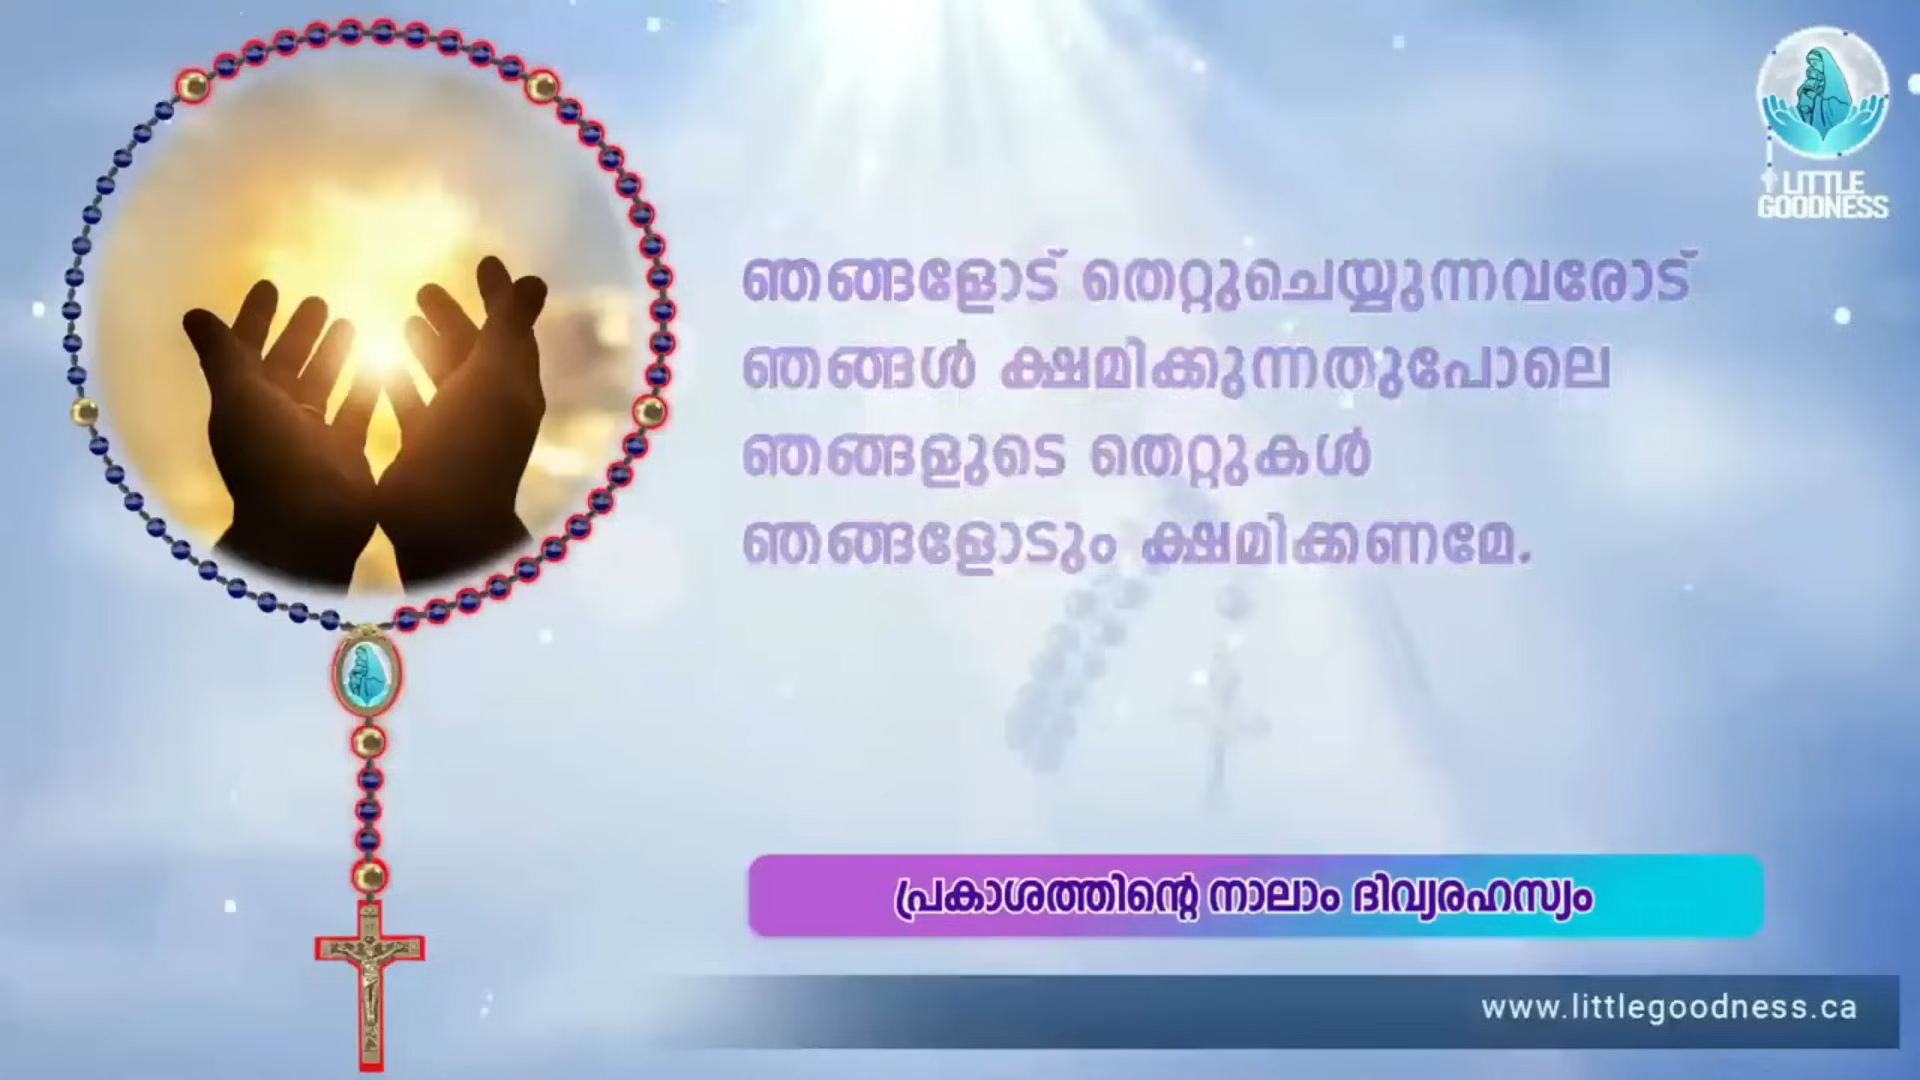 LITTLE
GOODNESS
ഞങ്ങളോട് തെറ്റുചെയ്യുന്നവരോട്
ഞങ്ങൾ ക്ഷമിക്കുന്നതുപോലെ
ഞങ്ങളുടെ തെറ്റുകൾ
ഞങ്ങളോടും ക്ഷമിക്കണമേ.
പ്രകാശത്തിന്റെ നാലാം ദിവ്യരഹസ്യം
www.littlegoodness.ca